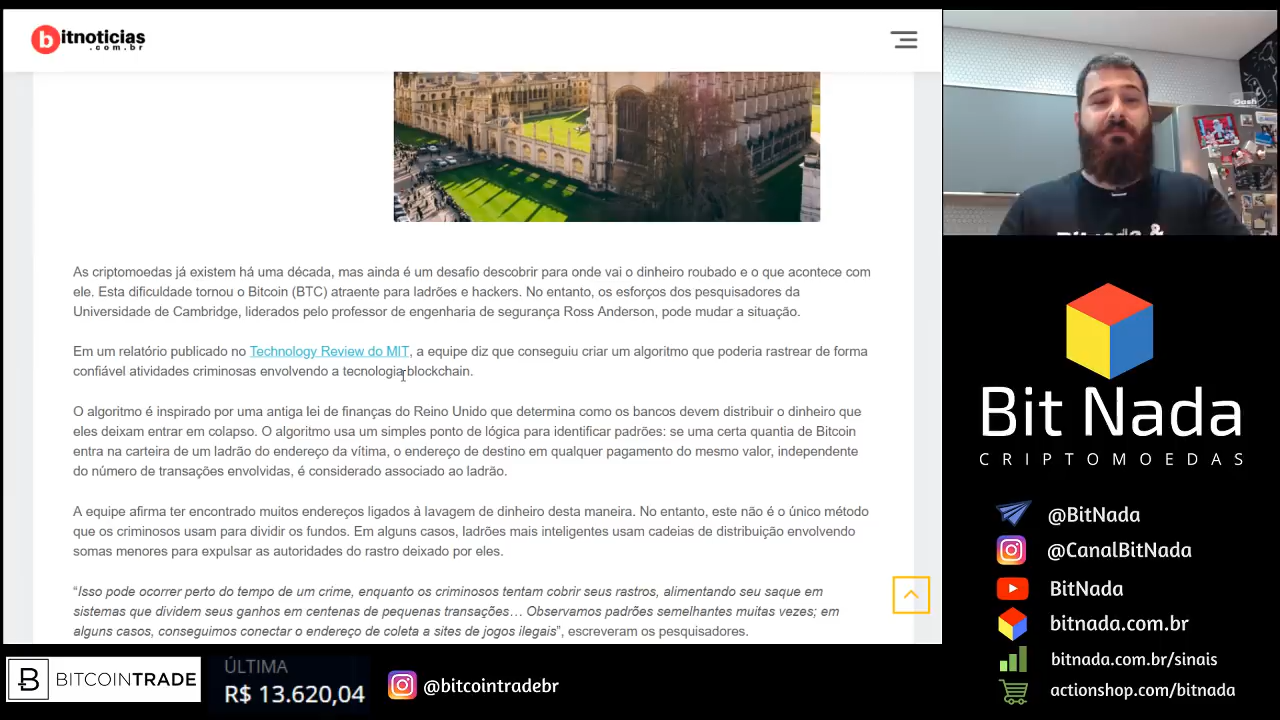 bitnoticias
.com.br
As criptomoedas já existem há uma década, mas ainda é um desafio descobrir para onde vai o dinheiro roubado e o que acontece com
ele. Esta dificuldade tornou o Bitcoin (BTC) atraente para ladrões e hackers. No entanto, os esforços dos pesquisadores da
Universidade de Cambridge, liderados pelo professor de engenharia de segurança Ross Anderson, pode mudar a situação.
Em um relatório publicado no Technology Review do MIT, a equipe diz que conseguiu criar um algoritmo que poderia rastrear de forma
confiável atividades criminosas envolvendo a tecnologia blockchain.
O algoritmo é inspirado por uma antiga lei de finanças do Reino Unido que determina como os bancos devem distribuir o dinheiro que
eles deixam entrar em colapso. O algoritmo usa um simples ponto de lógica para identificar padrões: se uma certa quantia de Bitcoin
entra na carteira de um ladrão do endereço da vítima, o endereço de destino em qualquer pagamento do mesmo valor, independente
do número de transações envolvidas, é considerado associado ao ladrão.
A equipe afirma ter encontrado muitos endereços ligados à lavagem de dinheiro desta maneira. No entanto, este não é o único método
que os criminosos usam para dividir os fundos. Em alguns casos, ladrões mais inteligentes usam cadeias de distribuição envolvendo
somas menores para expulsar as autoridades do rastro deixado por eles.
“Isso pode ocorrer perto do tempo de um crime, enquanto os criminosos tentam cobrir seus rastros, alimentando seu saque em
sistemas que dividem seus ganhos em centenas de pequenas transações… Observamos padrões semelhantes muitas vezes; em
alguns casos, conseguimos conectar o endereço de coleta a sites de jogos ilegais”, escreveram os pesquisadores.
Bit Nada
CRIPTOMOEDAS
@BitNada
@CanalBitNada
BitNada
bitnada.com.br
bitnada.com.br/sinais
actionshop.com/bitnada
B BITCOINTRADE
ÚLTIMA
R$ 13.620,04
@bitcointradebr